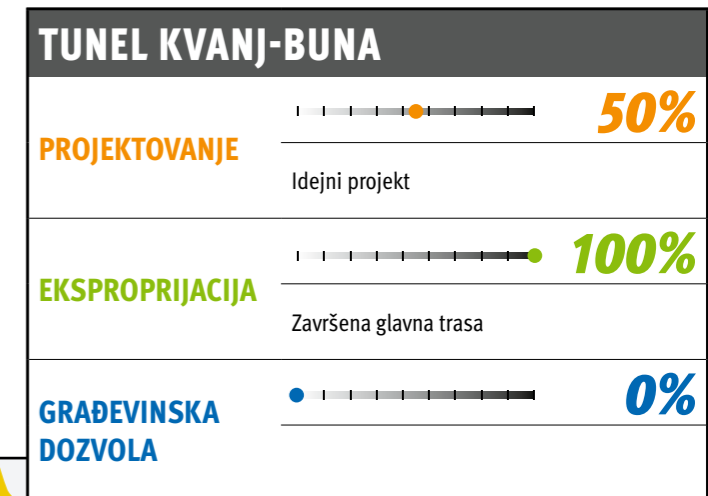 TUNEL KVANJ-BUNA
PROJEKTOVANJE
50%
Idejni projekt
EKSPROPRIJACIJA
100%
Završena glavna trasa
GRAĐEVINSKA
DOZVOLA
0%